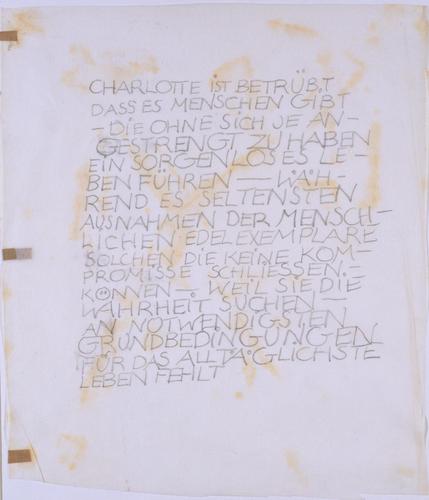 CHARLOTTE IST BETRÜBT
DASS ES MENSCHEN GIBT
– DIE OHNE SICH JE AN–
GESTRENGT ZU HABEN
EIN SORGENLOSES LE–
BEN FÜHREN — WÄH–
REND ES SELTENSTEN
AUSNAHMEN DER MENSCH–
LICHEN EDELEXEMPLARE
SOLCHEN DIE KEINE KOM–
PROMISSE SCHLIESSEN –
KÖNNEN – WEIL SIE DIE
WAHRHEIT SUCHEN —
AN NOTWENDIGSTEN
GRUNDBEDINGUNGEN
FÜR DAS ALLTÄGLICHSTE
LEBEN FEHLT